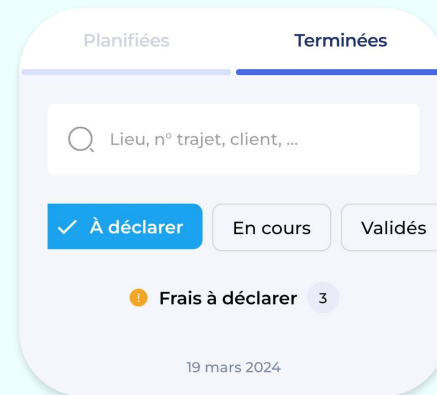 Planifiées Terminées
Lieu, n° trajet, client, ...
À déclarer En cours Validés
Frais à déclarer 3
19 mars 2024